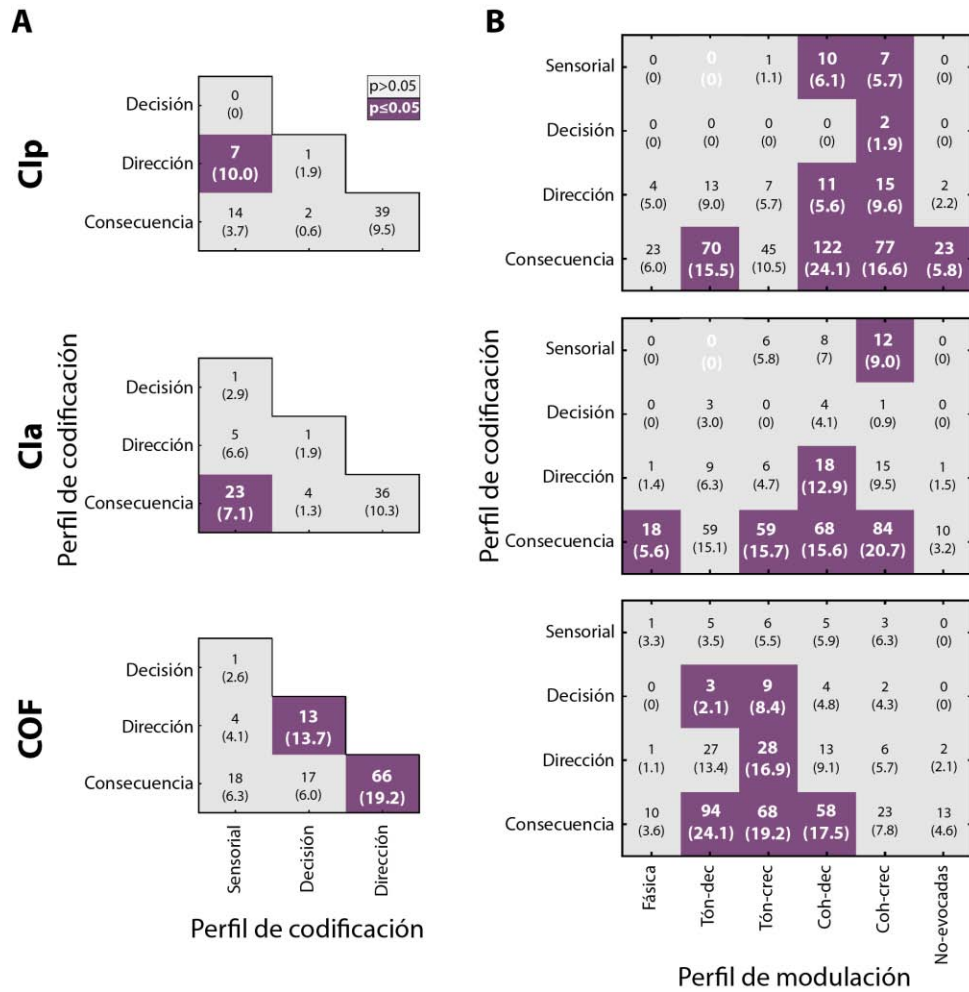 A
p>0.05
p≤0.05
CIp
Decisión
0
(0)
Dirección
7
(10.0)
1
(1.9)
Consecuencia
14
(3.7)
2
(0.6)
39
(9.5)
CIa
Perfil de codificación
Decisión
1
(2.9)
Dirección
5
(6.6)
1
(1.9)
Consecuencia
23
(7.1)
4
(1.3)
36
(10.3)
COF
Decisión
1
(2.6)
Dirección
4
(4.1)
13
(13.7)
Consecuencia
18
(6.3)
17
(6.0)
66
(19.2)
Sensorial
Decisión
Dirección
Perfil de codificación
B
Sensorial
0 0 1 10 7 0
(0) (0) (1.1) (6.1) (5.7) (0)
Decisión
0 0 0 0 2 0
(0) (0) (0) (0) (1.9) (0)
Dirección
4 13 7 11 15 2
(5.0) (9.0) (5.7) (5.6) (9.6) (2.2)
Consecuencia
23 70 45 122 77 23
(6.0) (15.5) (10.5) (24.1) (16.6) (5.8)
Perfil de codificación
Sensorial
0 0 6 8 12 0
(0) (0) (5.8) (7) (9.0) (0)
Decisión
0 3 0 4 1 0
(0) (3.0) (0) (4.1) (0.9) (0)
Dirección
1 9 6 18 15 1
(1.4) (6.3) (4.7) (12.9) (9.5) (1.5)
Consecuencia
18 59 59 68 84 10
(5.6) (15.1) (15.7) (15.6) (20.7) (3.2)
Sensorial
1 5 6 5 3 0
(3.3) (3.5) (5.5) (5.9) (6.3) (0)
Decisión
0 3 9 4 2 0
(0) (2.1) (8.4) (4.8) (4.3) (0)
Dirección
1 27 28 13 6 2
(1.1) (13.4) (16.9) (9.1) (5.7) (2.1)
Consecuencia
10 94 68 58 23 13
(3.6) (24.1) (19.2) (17.5) (7.8) (4.6)
Fásica
Tón-dec
Tón-crec
Coh-dec
Coh-crec
No-evocadas
Perfil de modulación